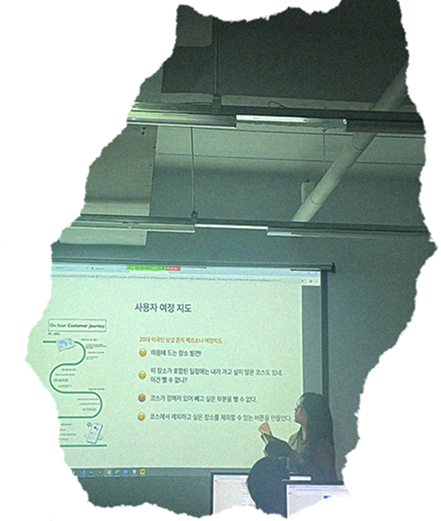 사용자 여정 지도
On tour Customer journey
20대 미국인 남성 존의 페르소나 여정지도
마음에 드는 장소 발견!
이 장소가 포함된 일정에는 내가 가고 싶지 않은 코스도 있네.
이건 뺄 수 없나?
코스가 정해져 있어 빼고 싶은 부분을 뺄 수 없다.
코스에서 제외하고 싶은 장소를 제외할 수 있는 버튼을 만들었다.